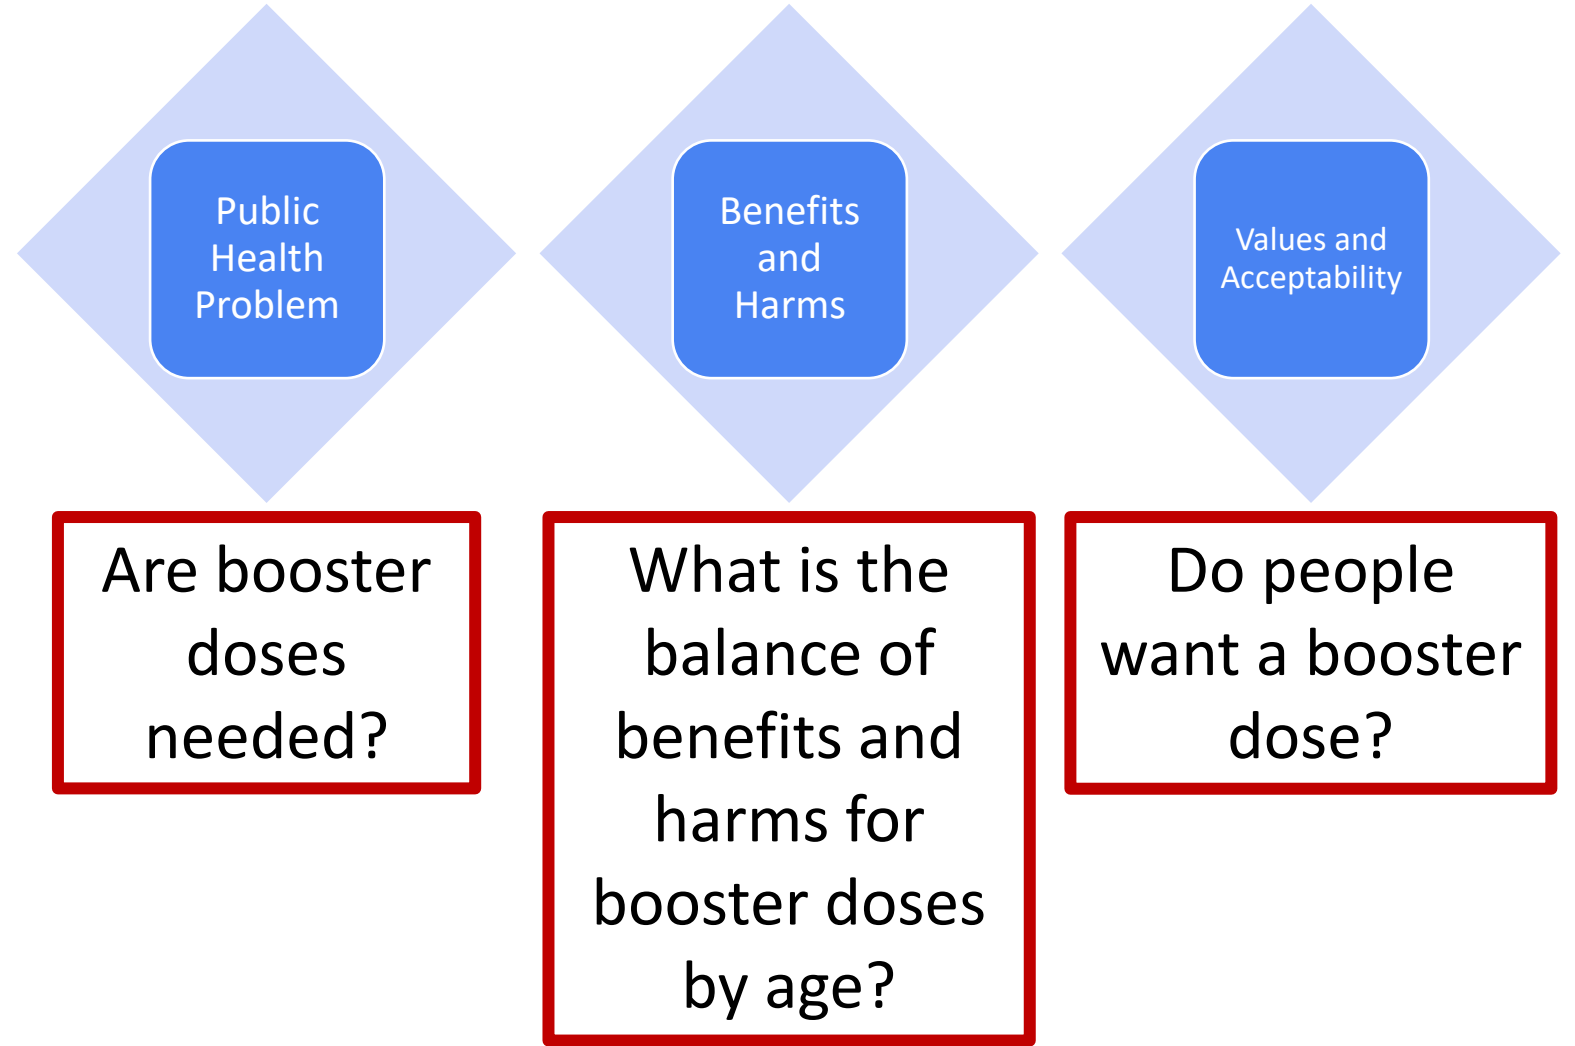 Public
Health
Problem
Benefits
and
Harms
Values and
Acceptability
Are booster
doses
needed?
What is the
balance of
benefits and
harms for
booster doses
by age?
Do people
want a booster
dose?